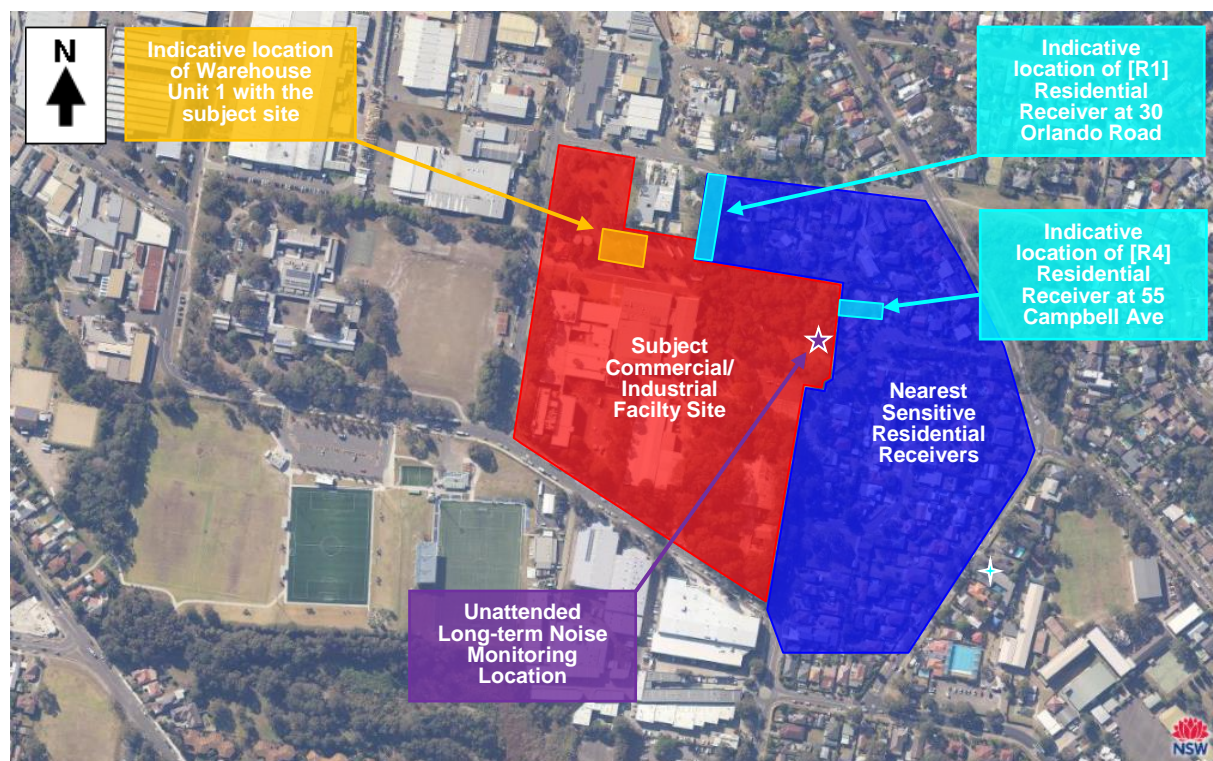 N
Indicative location
of Warehouse
Unit 1 with the
subject site
Indicative
location of [R1]
Residential
Receiver at 30
Orlando Road
Indicative
location of [R4]
Residential
Receiver at 55
Campbell Ave
Subject
Commercial/
Industrial
Facilty Site
Nearest
Sensitive
Residential
Receivers
Unattended
Long-term Noise
Monitoring
Location
NSW